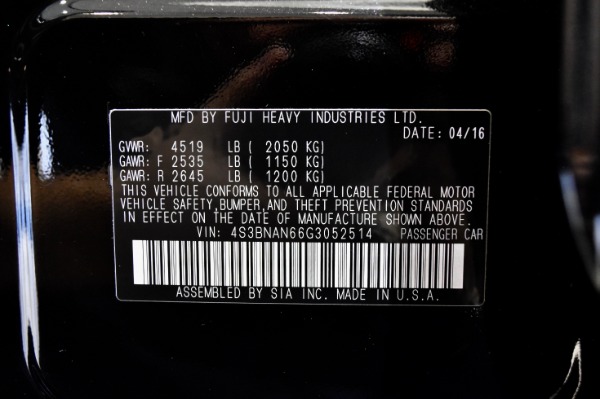 MFD BY FUJI HEAVY INDUSTRIES LTD.
DATE: 04/16
GVWR: 4519 LB ( 2050 KG)
GAWR: F 2535 LB ( 1150 KG)
GAWR: R 2645 LB ( 1200 KG)
THIS VEHICLE CONFORMS TO ALL APPLICABLE FEDERAL MOTOR
VEHICLE SAFETY,BUMPER,AND THEFT PREVENTION STANDARDS
IN EFFECT ON THE DATE OF MANUFACTURE SHOWN ABOVE.
VIN: 4S3BNAN66G3052514 PASSENGER CAR
ASSEMBLED BY SIA INC. MADE IN U.S.A.